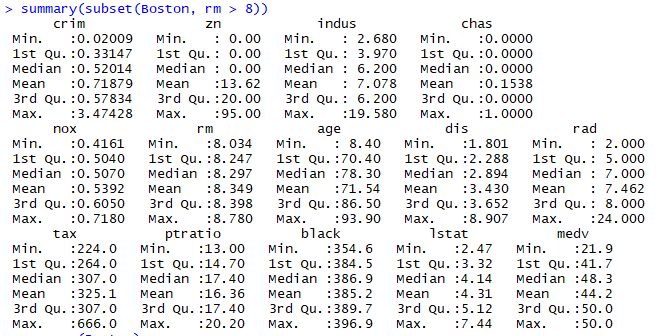 > summary(subset(Boston, rm > 8))
      crim               zn            indus             chas
 Min.   :0.02009   Min.   : 0.00   Min.   : 2.680   Min.   :0.0000
 1st Qu.:0.33147   1st Qu.: 0.00   1st Qu.: 3.970   1st Qu.:0.0000
 Median :0.52014   Median : 0.00   Median : 6.200   Median :0.0000
 Mean   :0.71879   Mean   :13.62   Mean   : 7.078   Mean   :0.1538
 3rd Qu.:0.57834   3rd Qu.:20.00   3rd Qu.: 6.200   3rd Qu.:0.0000
 Max.   :3.47428   Max.   :95.00   Max.   :19.580   Max.   :1.0000
      nox               rm             age             dis             rad
 Min.   :0.4161   Min.   :8.034   Min.   : 8.40   Min.   :1.801   Min.   : 2.000
 1st Qu.:0.5040   1st Qu.:8.247   1st Qu.:70.40   1st Qu.:2.288   1st Qu.: 5.000
 Median :0.5070   Median :8.297   Median :78.30   Median :2.894   Median : 7.000
 Mean   :0.5392   Mean   :8.349   Mean   :71.54   Mean   :3.430   Mean   : 7.462
 3rd Qu.:0.6050   3rd Qu.:8.398   3rd Qu.:86.50   3rd Qu.:3.652   3rd Qu.: 8.000
 Max.   :0.7180   Max.   :8.780   Max.   :93.90   Max.   :8.907   Max.   :24.000
      tax           ptratio          black           lstat           medv
 Min.   :224.0   Min.   :13.00   Min.   :354.6   Min.   :2.47   Min.   :21.9
 1st Qu.:264.0   1st Qu.:14.70   1st Qu.:384.5   1st Qu.:3.32   1st Qu.:41.7
 Median :307.0   Median :17.40   Median :386.9   Median :4.14   Median :48.3
 Mean   :325.1   Mean   :16.36   Mean   :385.2   Mean   :4.31   Mean   :44.2
 3rd Qu.:307.0   3rd Qu.:17.40   3rd Qu.:389.7   3rd Qu.:5.12   3rd Qu.:50.0
 Max.   :666.0   Max.   :20.20   Max.   :396.9   Max.   :7.44   Max.   :50.0